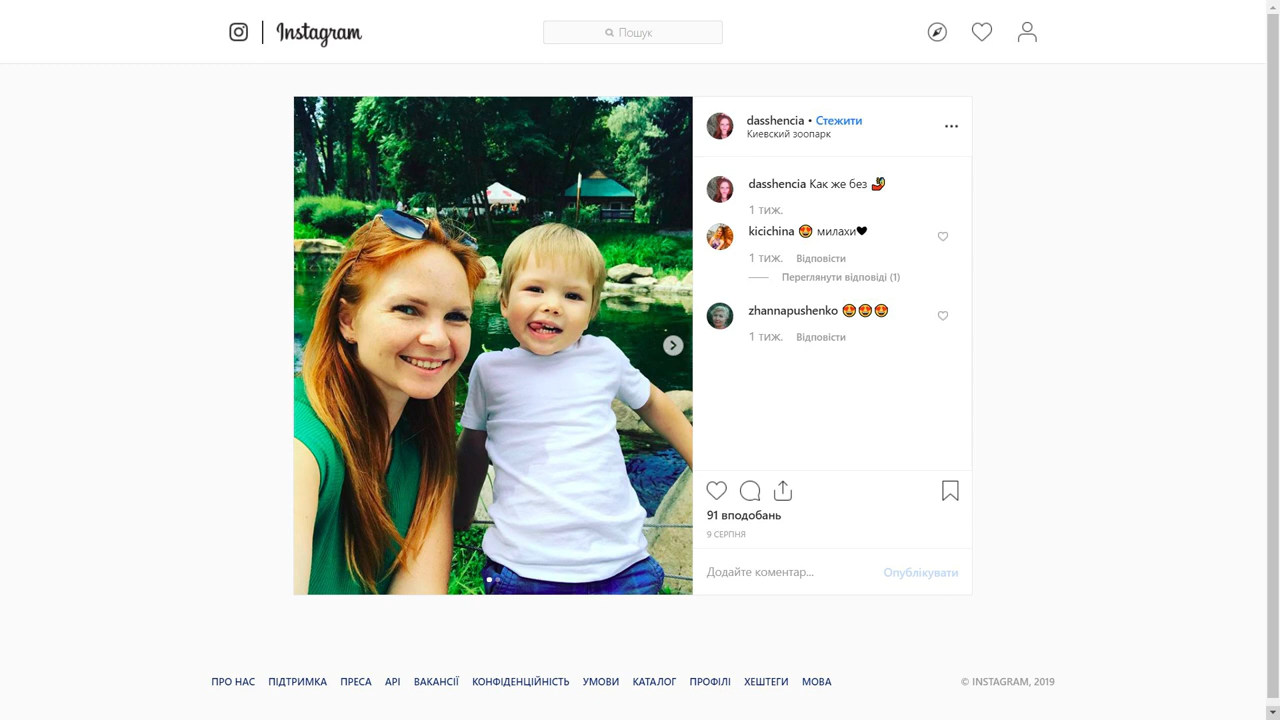 Instagram
Пошук
dasshencia • Стежити
Киевский зоопарк
dasshencia Как же без 💅
1 тиж.
kicichina 😍 милахи🖤
1 тиж. Відповісти
Переглянути відповіді (1)
zhannapushenko 😍😍😍
1 тиж. Відповісти
91 вподобань
9 СЕРПНЯ
Додайте коментар... Опублікувати
ПРО НАС ПІДТРИМКА ПРЕСА API ВАКАНСІЇ КОНФІДЕНЦІЙНІСТЬ УМОВИ КАТАЛОГ ПРОФІЛІ ХЕШТЕГИ МОВА © INSTAGRAM, 2019